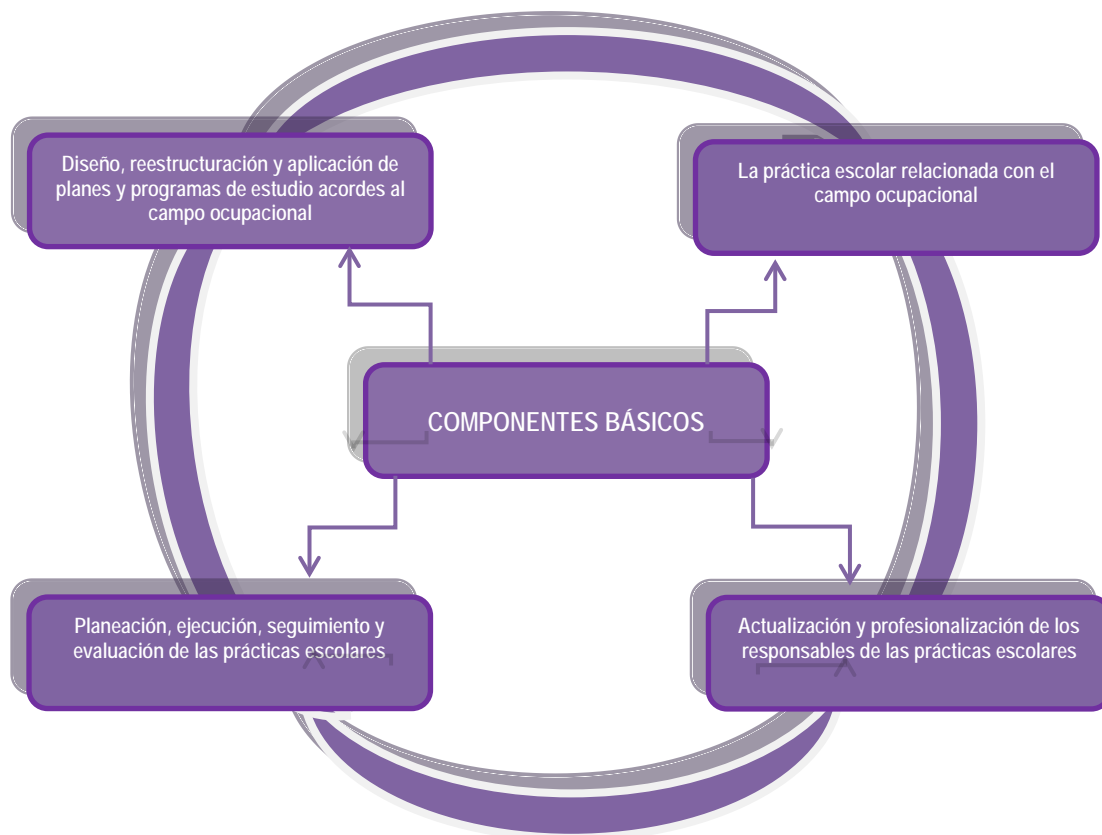 Diseño, reestructuración y aplicación de
planes y programas de estudio acordes al
campo ocupacional
La práctica escolar relacionada con el
campo ocupacional
COMPONENTES BÁSICOS
Planeación, ejecución, seguimiento y
evaluación de las prácticas escolares
Actualización y profesionalización de los
responsables de las prácticas escolares